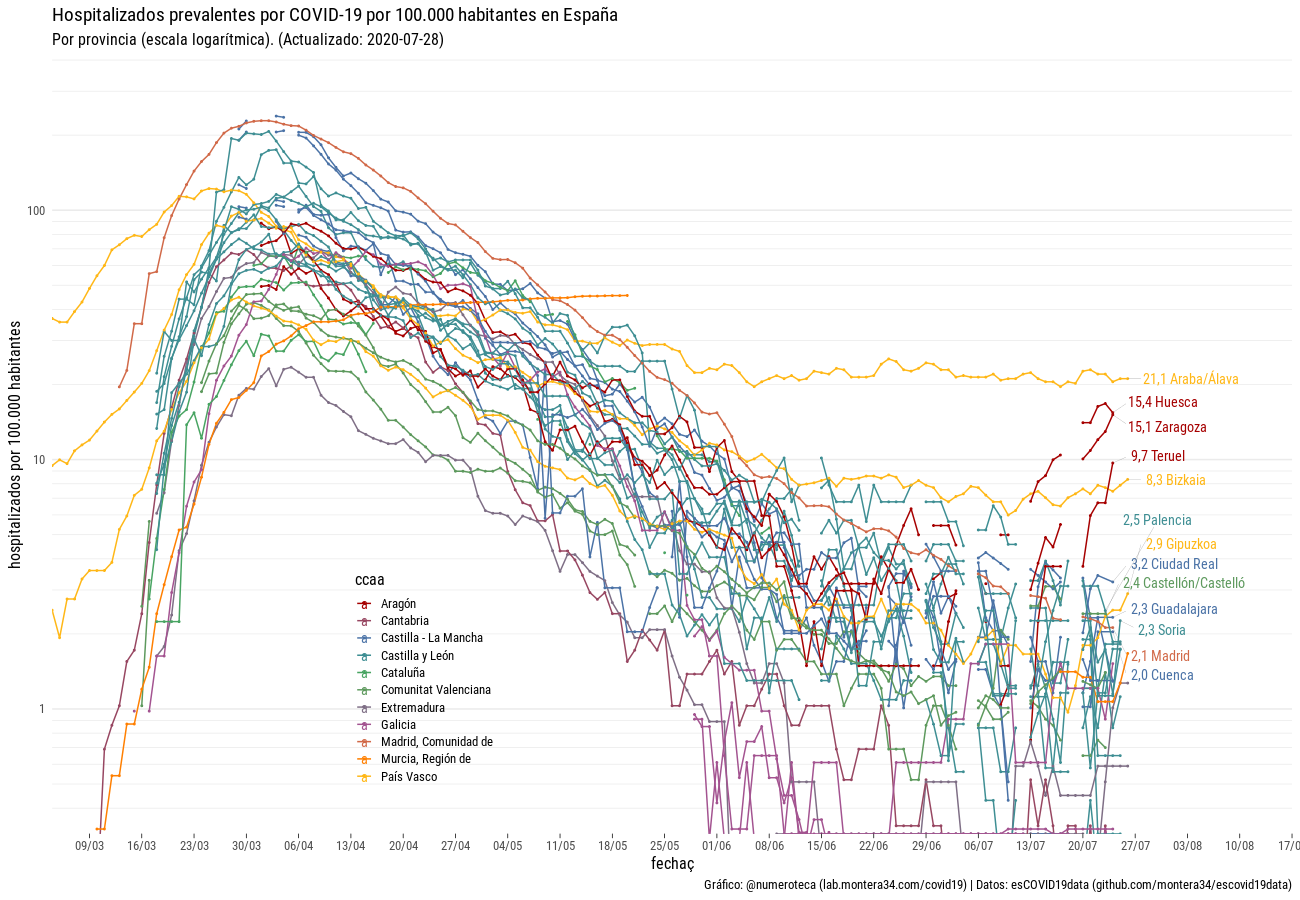 Hospitalizados prevalentes por COVID-19 por 100.000 habitantes en España
Por provincia (escala logarítmica). (Actualizado: 2020-07-28)
hospitalizados por 100.000 habitantes
100
10
1
21,1 Araba/Álava
15,4 Huesca
15,1 Zaragoza
9,7 Teruel
8,3 Bizkaia
2,5 Palencia
2,9 Gipuzkoa
3,2 Ciudad Real
2,4 Castellón/Castelló
2,3 Guadalajara
2,3 Soria
2,1 Madrid
2,0 Cuenca
ccaa
Aragón
Cantabria
Castilla - La Mancha
Castilla y León
Cataluña
Comunitat Valenciana
Extremadura
Galicia
Madrid, Comunidad de
Murcia, Región de
País Vasco
09/03 16/03 23/03 30/03 06/04 13/04 20/04 27/04 04/05 11/05 18/05 25/05 01/06 08/06 15/06 22/06 29/06 06/07 13/07 20/07 27/07 03/08 10/08 17/0
fechaç
Gráfico: @numeroteca (lab.montera34.com/covid19) | Datos: esCOVID19data (github.com/montera34/escovid19data)